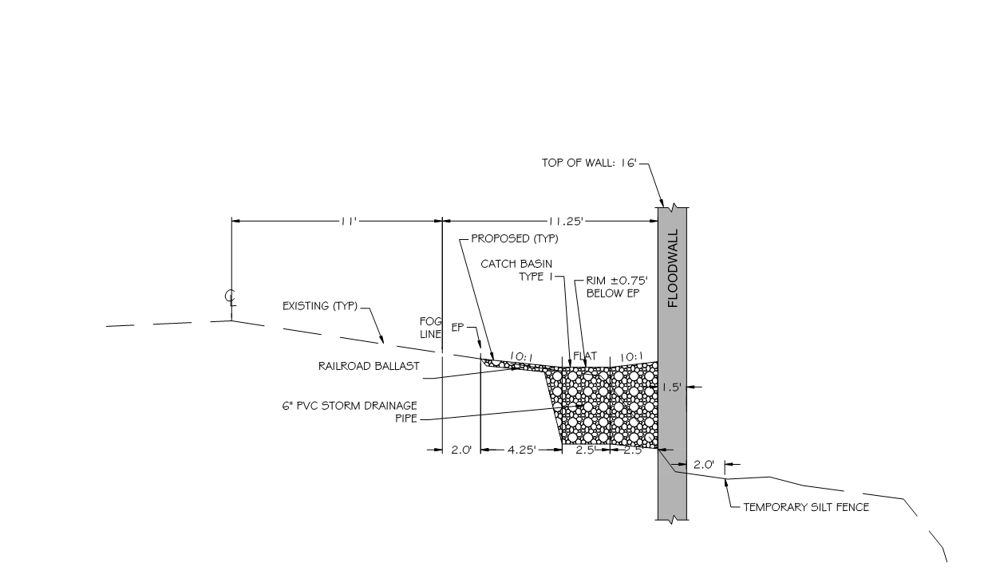 TOP OF WALL: 16'
11'
11.25'
PROPOSED (TYP)
CATCH BASIN
TYPE 1
RIM ±0.75'
BELOW EP
FLOODWALL
℄
EXISTING (TYP)
FOG
LINE
EP
10:1
FLAT
10:1
RAILROAD BALLAST
1.5'
6" PVC STORM DRAINAGE
PIPE
2.0'
4.25'
2.5'
2.5'
2.0'
TEMPORARY SILT FENCE